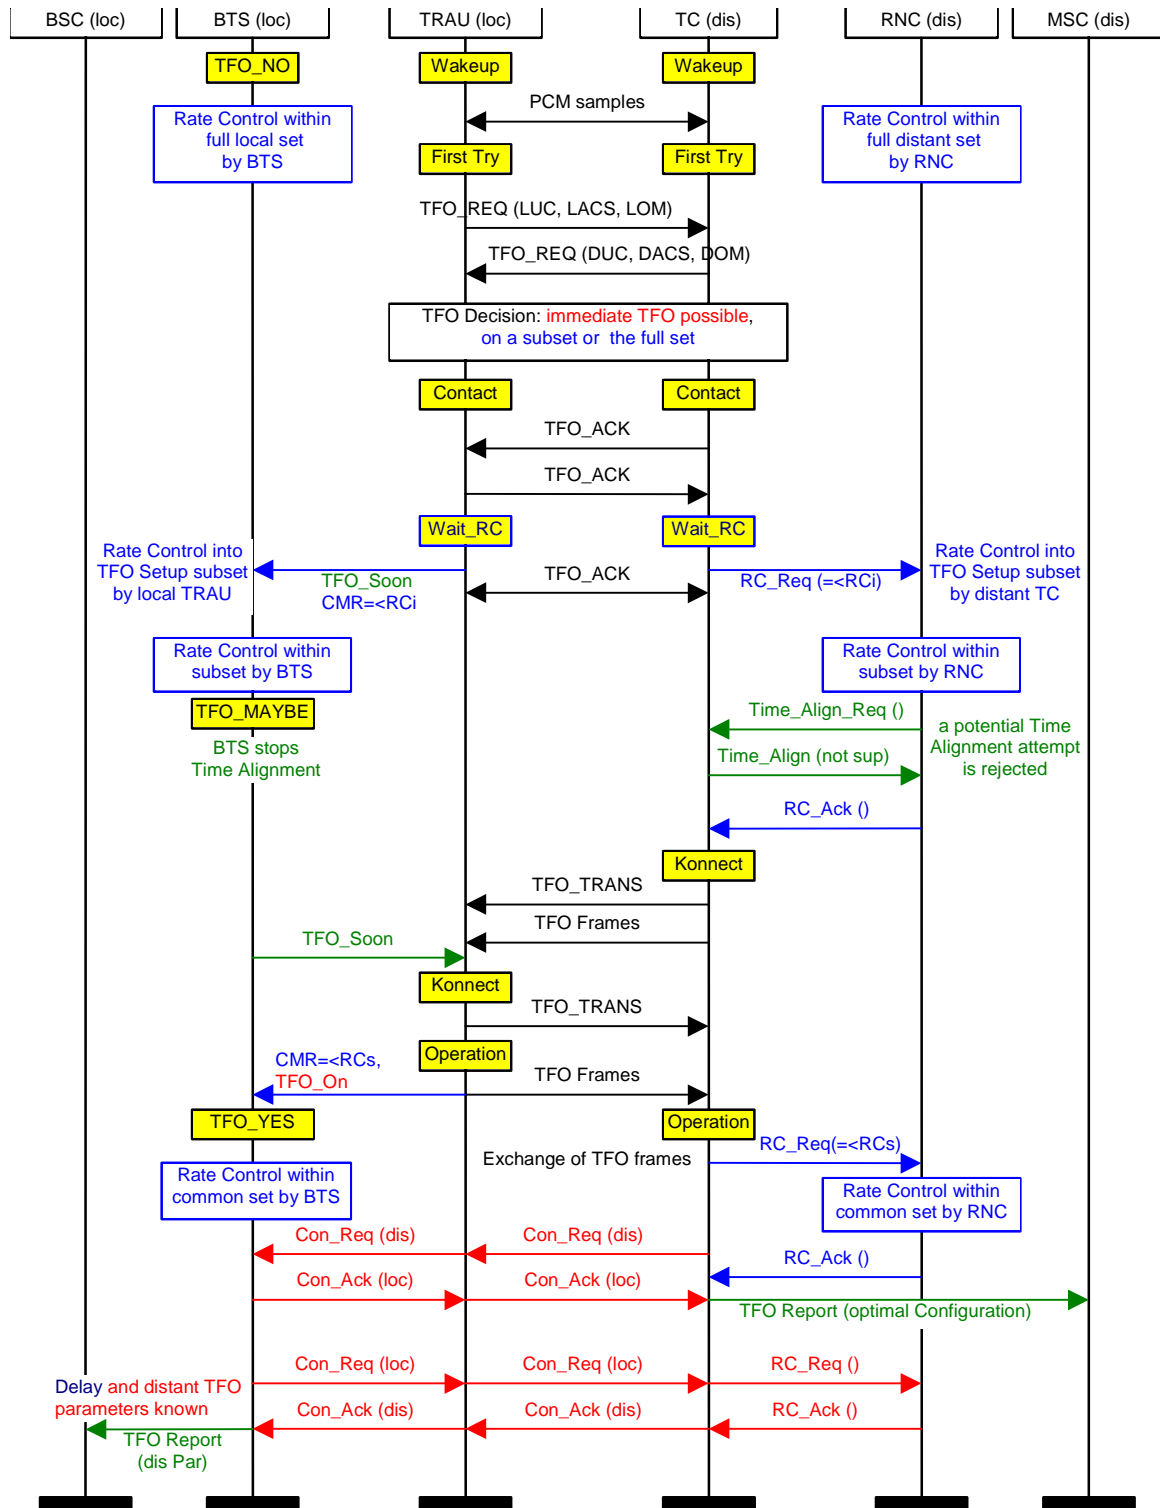 BSC (loc)
BTS (loc)
TRAU (loc)
TC (dis)
RNC (dis)
MSC (dis)
TFO_NO
Wakeup
Wakeup
PCM samples
Rate Control within
full local set
by BTS
Rate Control within
full distant set
by RNC
First Try
First Try
TFO_REQ (LUC, LACS, LOM)
TFO_REQ (DUC, DACS, DOM)
TFO Decision: immediate TFO possible,
on a subset or the full set
Contact
Contact
TFO_ACK
TFO_ACK
Wait_RC
Wait_RC
Rate Control into
TFO Setup subset
by local TRAU
TFO_Soon
CMR=<RCi
TFO_ACK
RC_Req (=<RCi)
Rate Control into
TFO Setup subset
by distant TC
Rate Control within
subset by BTS
Rate Control within
subset by RNC
TFO_MAYBE
BTS stops
Time Alignment
Time_Align_Req ()
Time_Align (not sup)
a potential Time
Alignment attempt
is rejected
RC_Ack ()
Konnect
TFO_TRANS
TFO Frames
TFO_Soon
Konnect
TFO_TRANS
Operation
CMR=<RCs,
TFO_On
TFO Frames
TFO_YES
Operation
Exchange of TFO frames
RC_Req(=<RCs)
Rate Control within
common set by BTS
Rate Control within
common set by RNC
Con_Req (dis)
Con_Req (dis)
RC_Ack ()
Con_Ack (loc)
Con_Ack (loc)
TFO Report (optimal Configuration)
Con_Req (loc)
Con_Req (loc)
RC_Req ()
Delay and distant TFO
parameters known
Con_Ack (dis)
Con_Ack (dis)
RC_Ack ()
TFO Report
(dis Par)